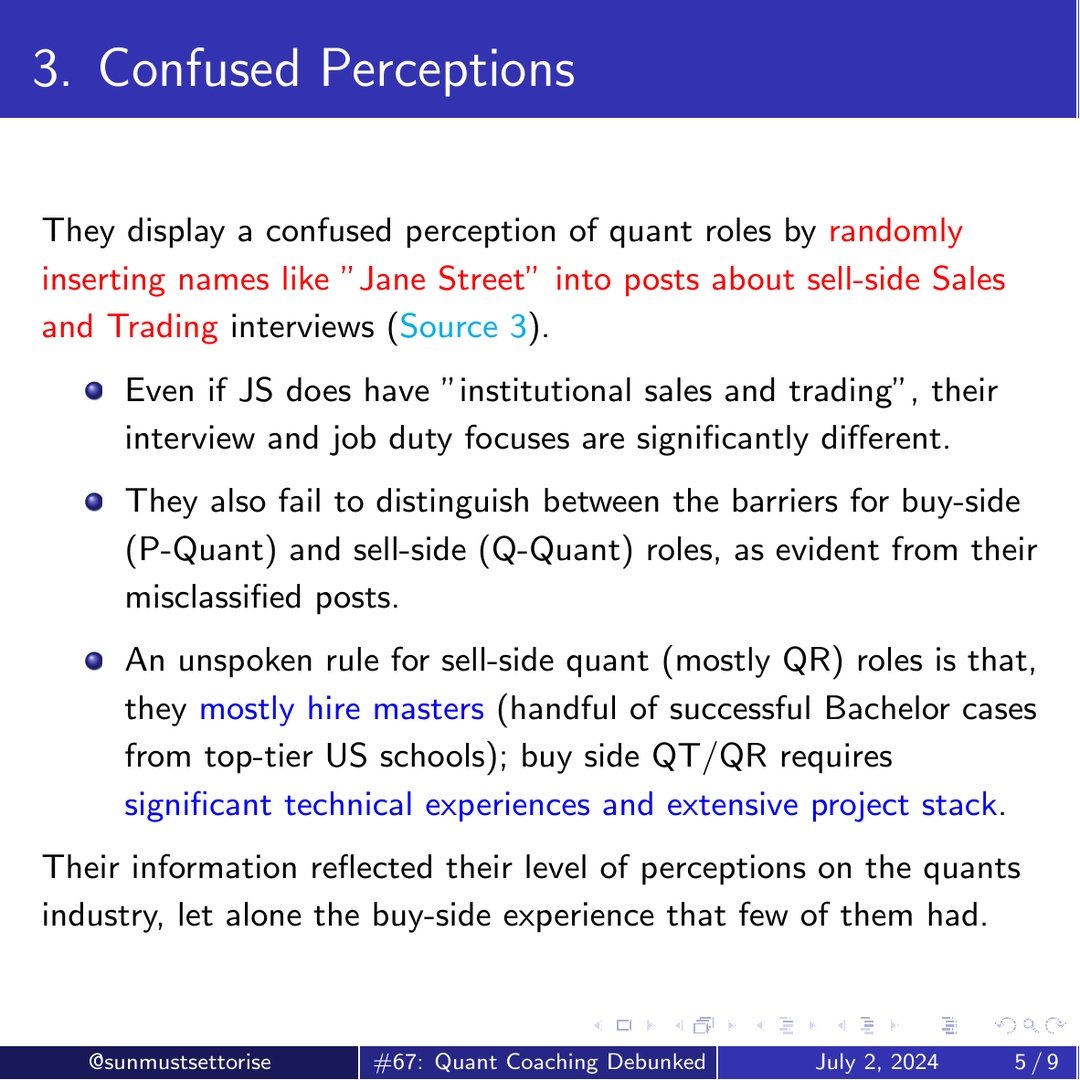 3. Confused Perceptions
They display a confused perception of quant roles by randomly
inserting names like ”Jane Street” into posts about sell-side Sales
and Trading interviews (Source 3).
Even if JS does have ”institutional sales and trading”, their
interview and job duty focuses are significantly different.
They also fail to distinguish between the barriers for buy-side
(P-Quant) and sell-side (Q-Quant) roles, as evident from their
misclassified posts.
An unspoken rule for sell-side quant (mostly QR) roles is that,
they mostly hire masters (handful of successful Bachelor cases
from top-tier US schools); buy side QT/QR requires
significant technical experiences and extensive project stack.
Their information reflected their level of perceptions on the quants
industry, let alone the buy-side experience that few of them had.
@sunmustsettorise #67: Quant Coaching Debunked July 2, 2024 5 / 9